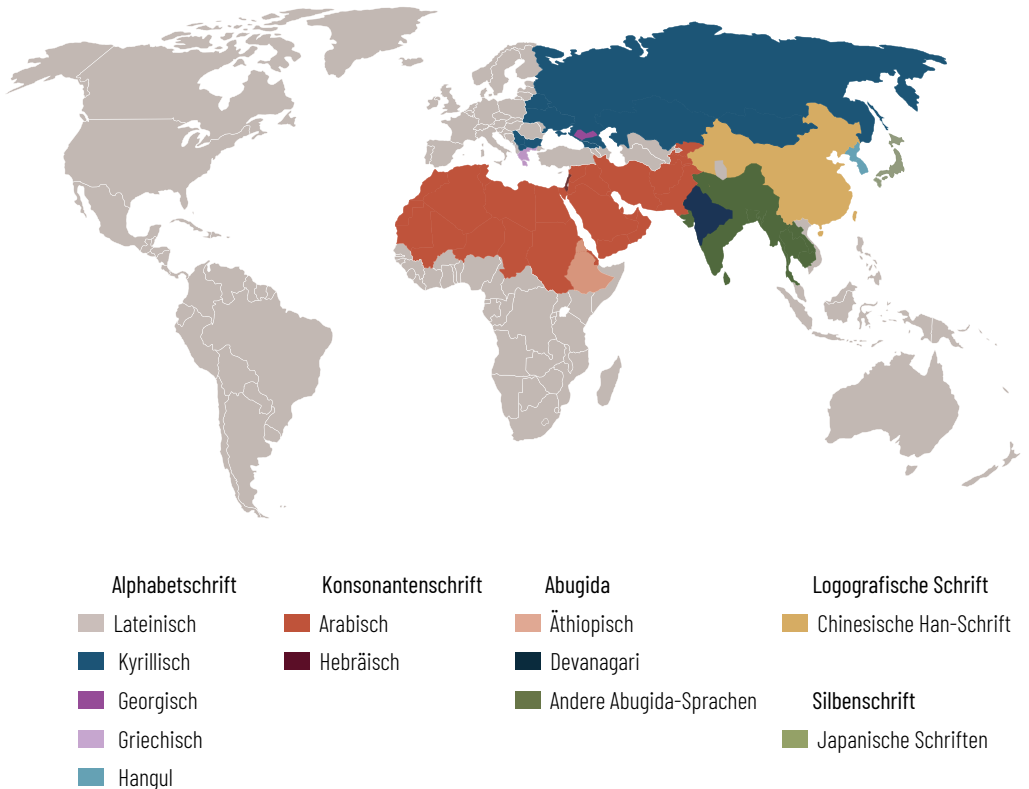 Alphabetschrift
Lateinisch
Kyrillisch
Georgisch
Griechisch
Hangul
Konsonantenschrift
Arabisch
Hebräisch
Abugida
Äthiopisch
Devanagari
Andere Abugida-Sprachen
Logografische Schrift
Chinesische Han-Schrift
Silbenschrift
Japanische Schriften